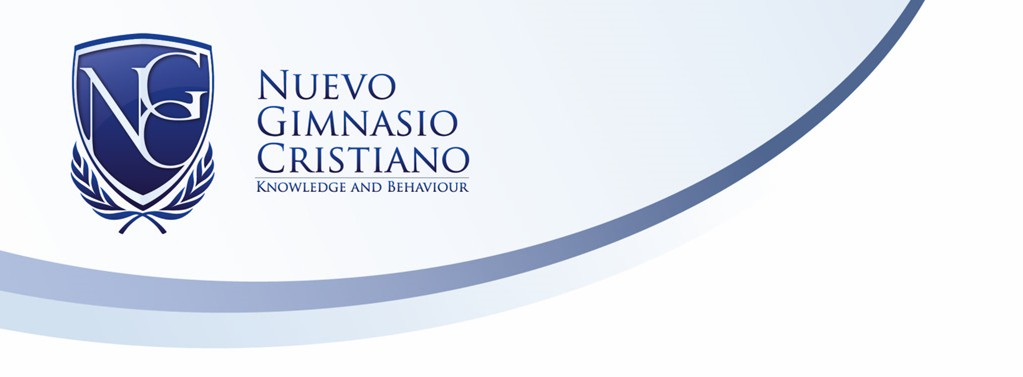 NGC
NUEVO
GIMNASIO
CRISTIANO
KNOWLEDGE AND BEHAVIOUR